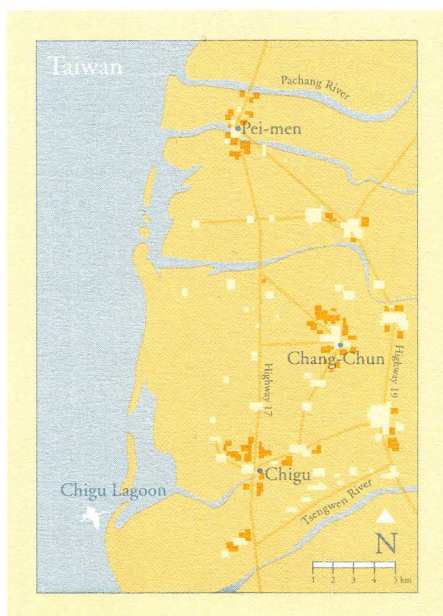 Taiwan
Pachang River
Pei-men
Chang-Chun
Highway 17
Highway 19
Chigu
Chigu Lagoon
Tsengwen River
N
1 2 3 4 5 km